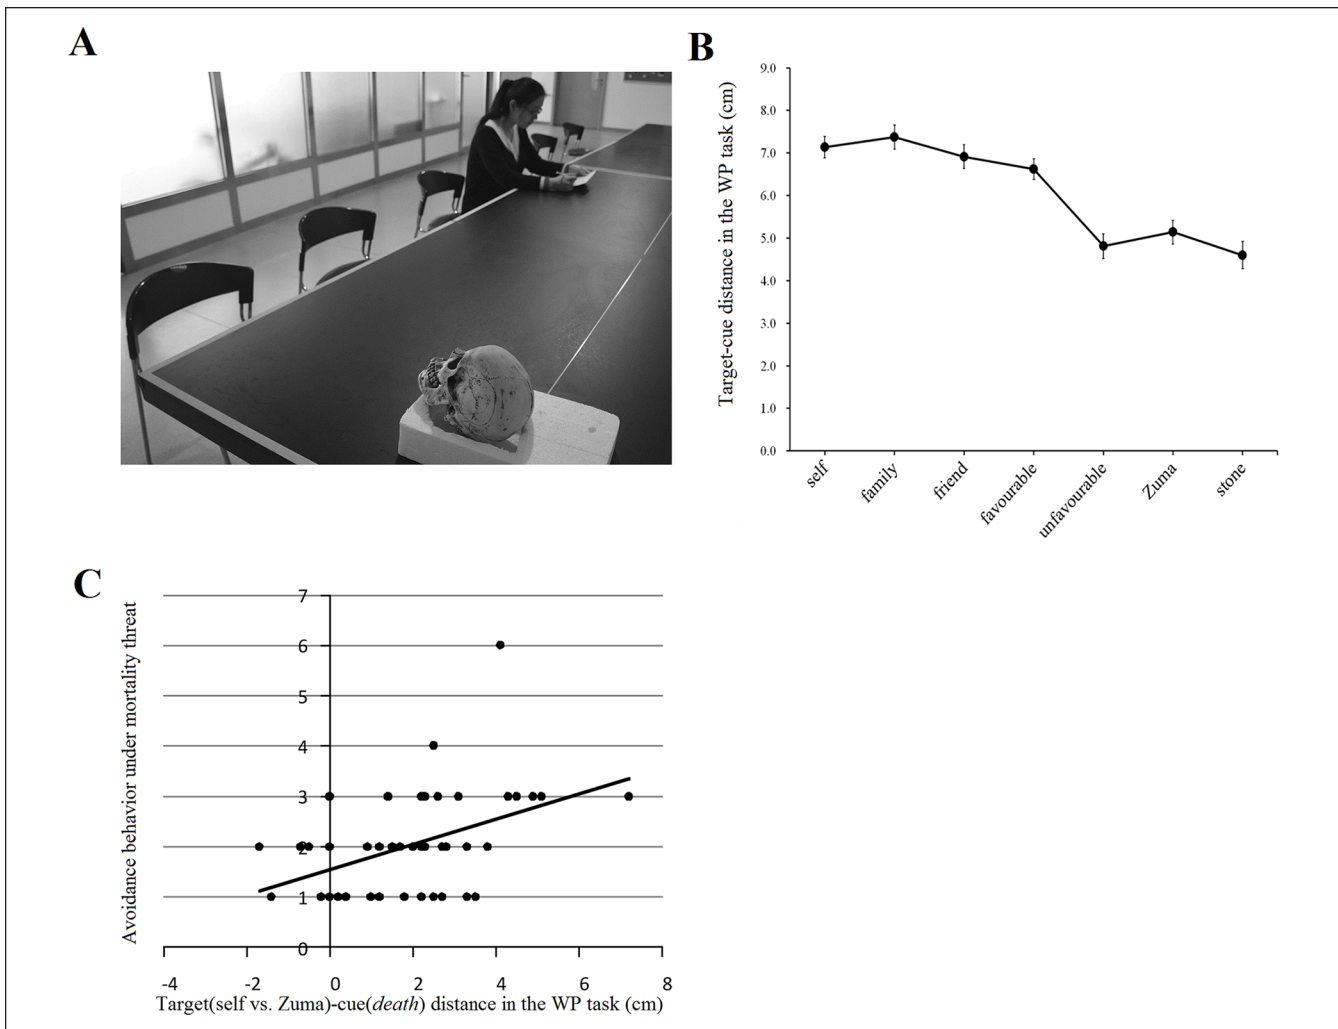 A
B
Target-cue distance in the WP task (cm)
9.0
8.0
7.0
6.0
5.0
4.0
3.0
2.0
1.0
0.0
self
family
friend
favourable
unfavourable
Zuma
stone
C
Avoidance behavior under mortality threat
7
6
5
4
3
2
1
0
-4 -2 0 2 4 6 8
Target(self vs. Zuma)-cue(death) distance in the WP task (cm)